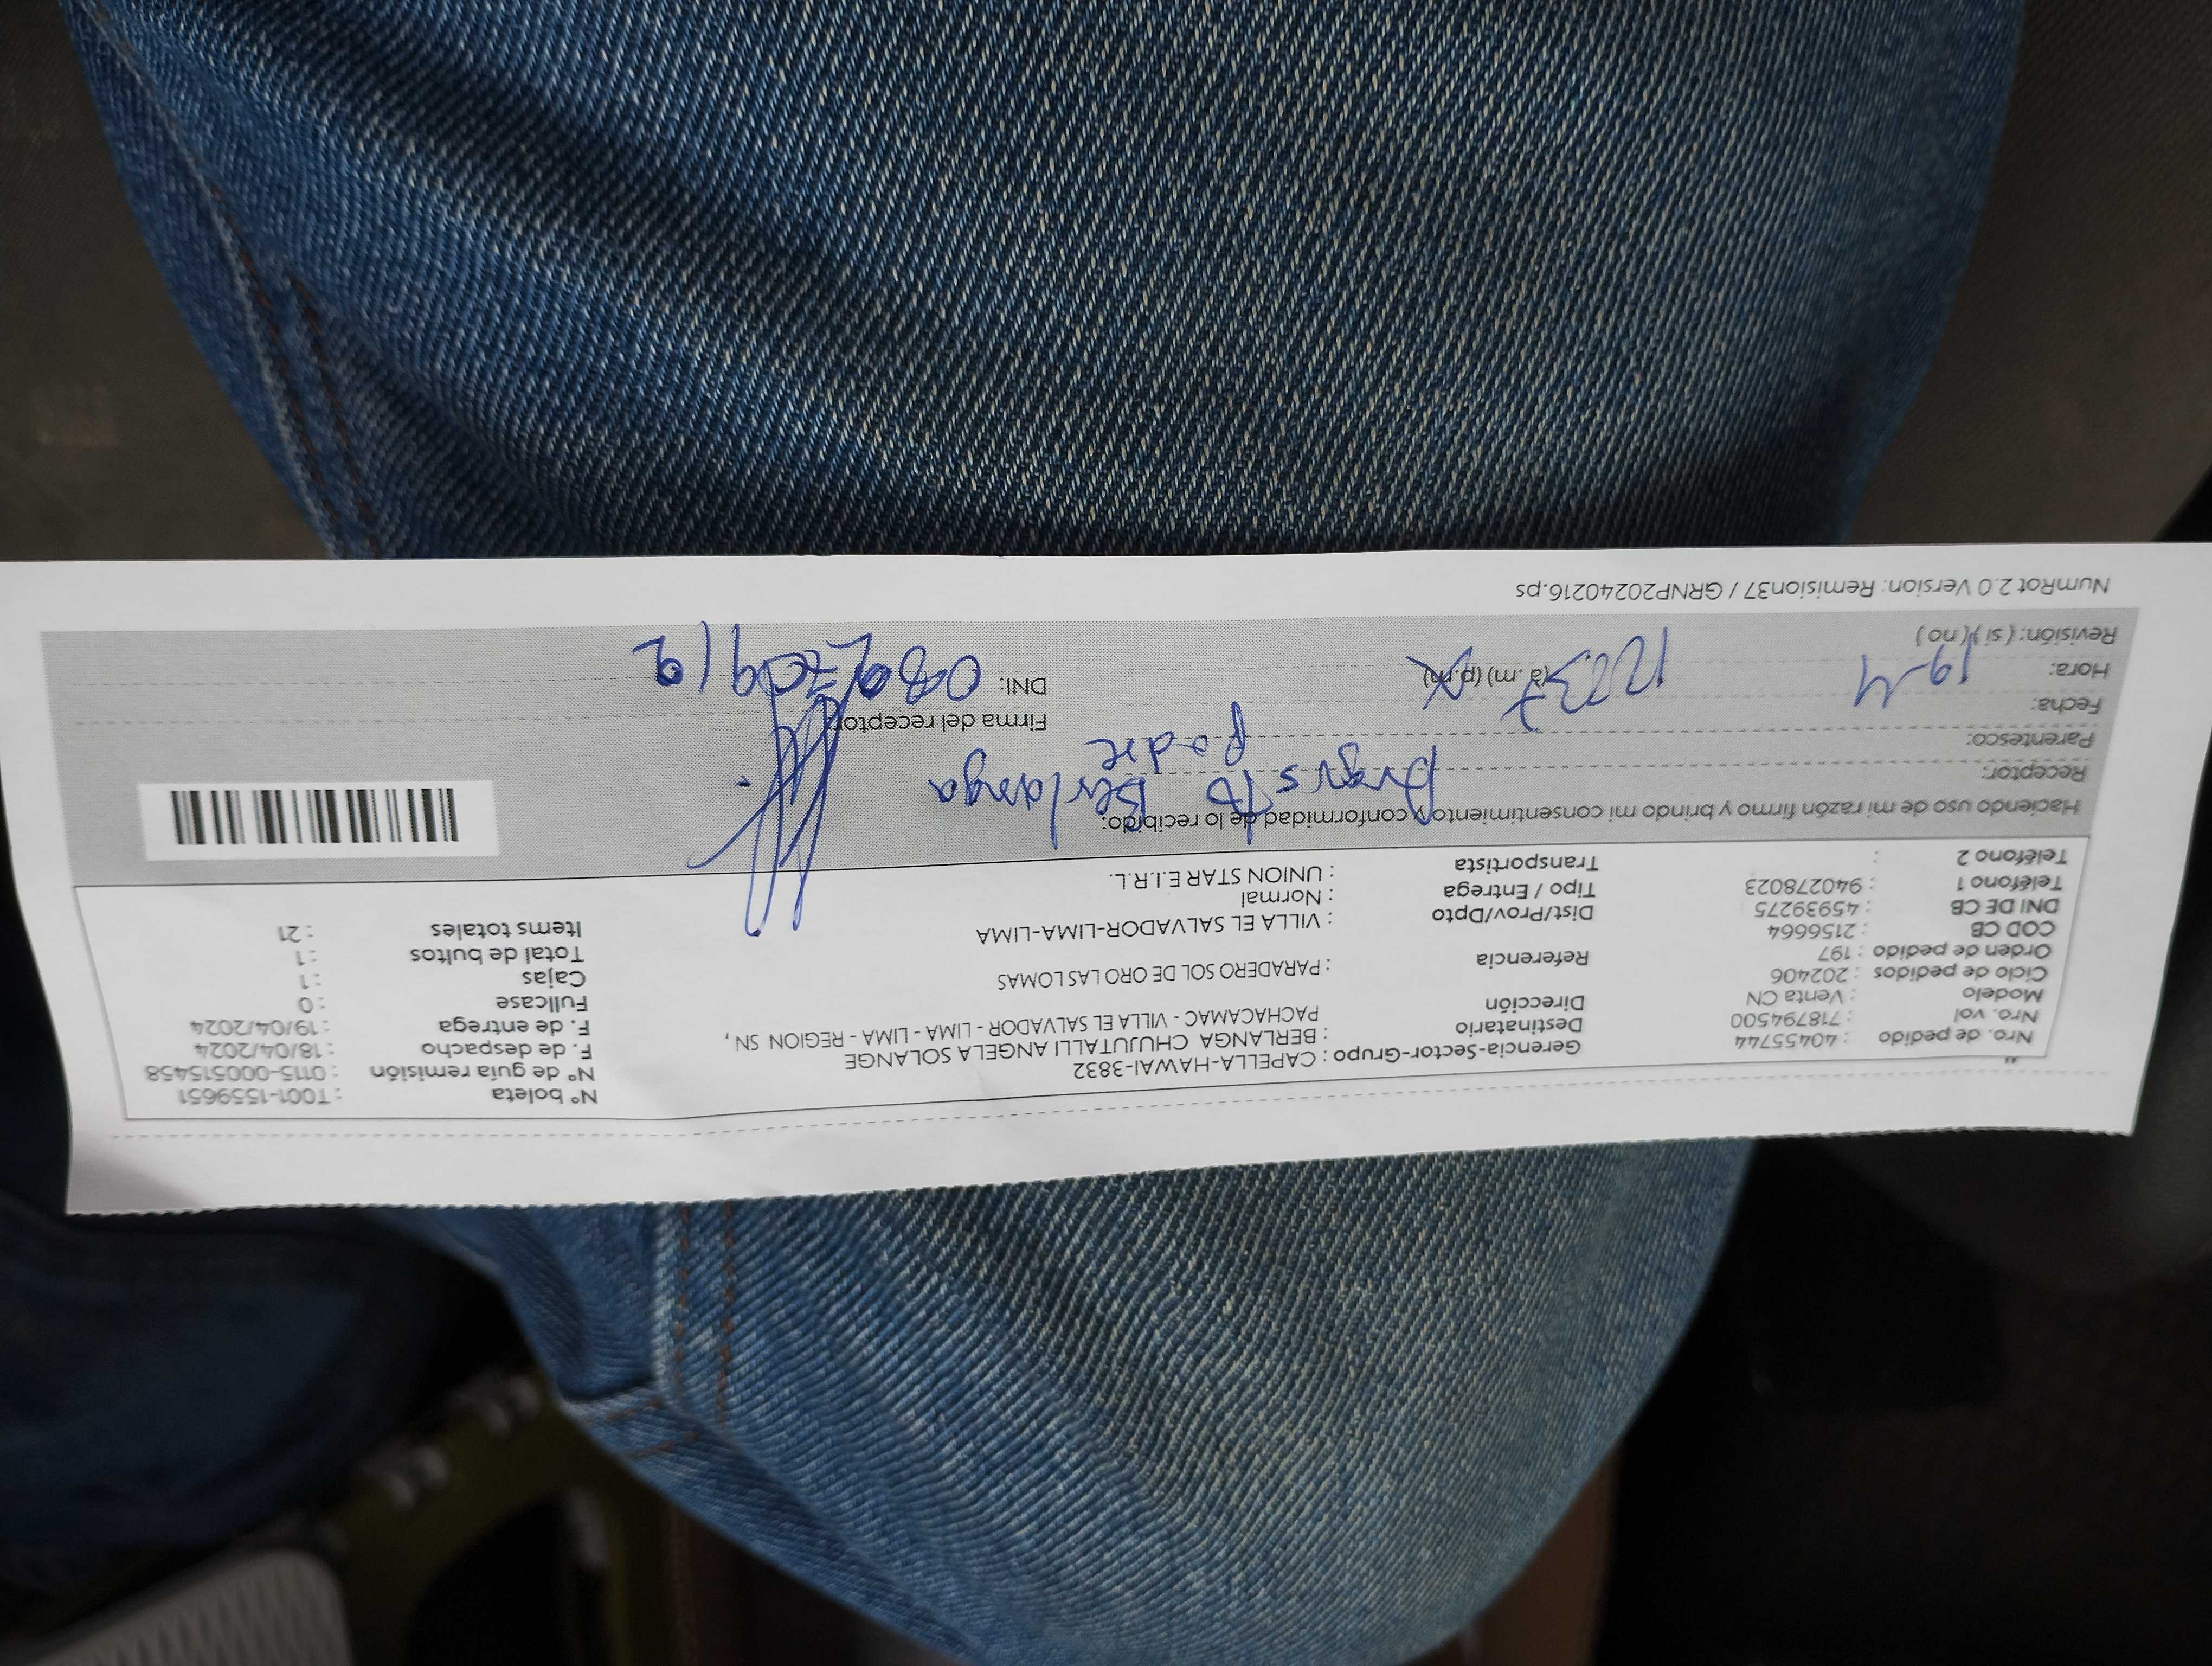 Nro. de pedido : 40455744
Nro. vol : 718794500
Modelo : Venta CN
Ciclo de pedidos : 202406
Orden de pedido : 197
COD CB : 2156664
DNI DE CB : 45939275
Teléfono 1 : 940278023
Teléfono 2 :
Gerencia-Sector-Grupo : CAPELLA-HAWAI-3832
Destinatario : BERLANGA CHUJUTALLI ANGELA SOLANGE
Dirección PACHACAMAC - VILLA EL SALVADOR - LIMA - LIMA - REGION SN,
Referencia : PARADERO SOL DE ORO LAS LOMAS
Dist/Prov/Dpto : VILLA EL SALVADOR-LIMA-LIMA
Tipo / Entrega : Normal
Transportista : UNION STAR E.I.R.L.
N° boleta : T001-1559651
N° de guía remisión : 0115-000515458
F. de despacho : 18/04/2024
F. de entrega : 19/04/2024
Fullcase : 0
Cajas : 1
Total de bultos : 1
Items totales : 21
Haciendo uso de mi razón firmo y brindo mi consentimiento y conformidad de lo recibido:
Receptor: Augusto Berlanga
Parentesco: Padre
Fecha: 19-4
Hora: (a.m) (p.m)
Revisión: ( si )( no )
Firma del receptor
DNI:
NumRot 2.0 Version: Remision37 / GRNP20240216.ps